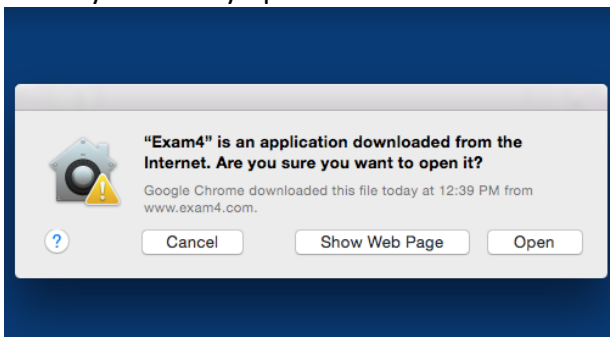 “Exam4” is an application downloaded from the
Internet. Are you sure you want to open it?
Google Chrome downloaded this file today at 12:39 PM from
www.exam4.com.
? Cancel Show Web Page Open